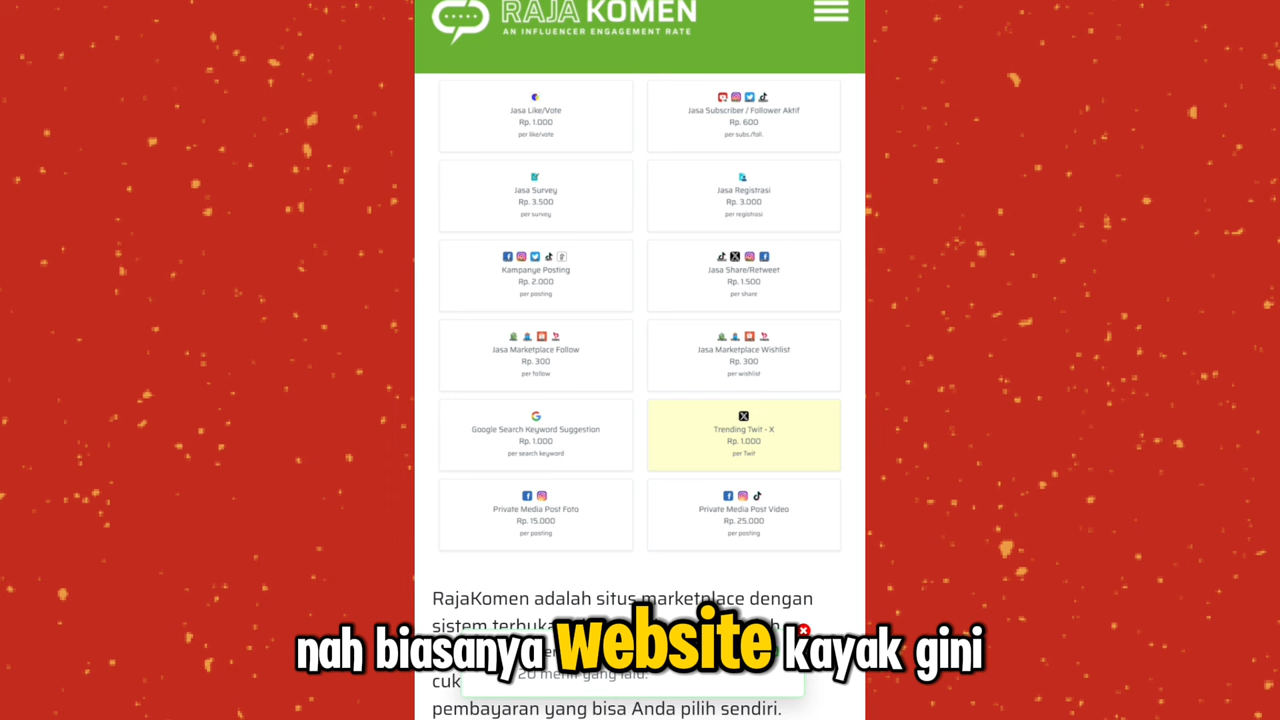 RAJA KOMEN
AN INFLUENCER ENGAGEMENT RATE
Jasa Like/Vote
Rp. 1.000
per like/vote
Jasa Subscriber / Follower Aktif
Rp. 600
per subs./foll.
Jasa Survey
Rp. 3.500
per survey
Jasa Registrasi
Rp. 3.000
per registrasi
Kampanye Posting
Rp. 2.000
per posting
Jasa Share/Retweet
Rp. 1.500
per share
Jasa Marketplace Follow
Rp. 300
per follow
Jasa Marketplace Wishlist
Rp. 300
per wishlist
Google Search Keyword Suggestion
Rp. 1.000
per search keyword
Trending Twit - X
Rp. 1.000
per Twit
Private Media Post Foto
Rp. 15.000
per posting
Private Media Post Video
Rp. 25.000
per posting
RajaKomen adalah situs marketplace dengan
sistem
nah biasanya website kayak gini
cuk
20 menit yang lalu.
pembayaran yang bisa Anda pilih sendiri.